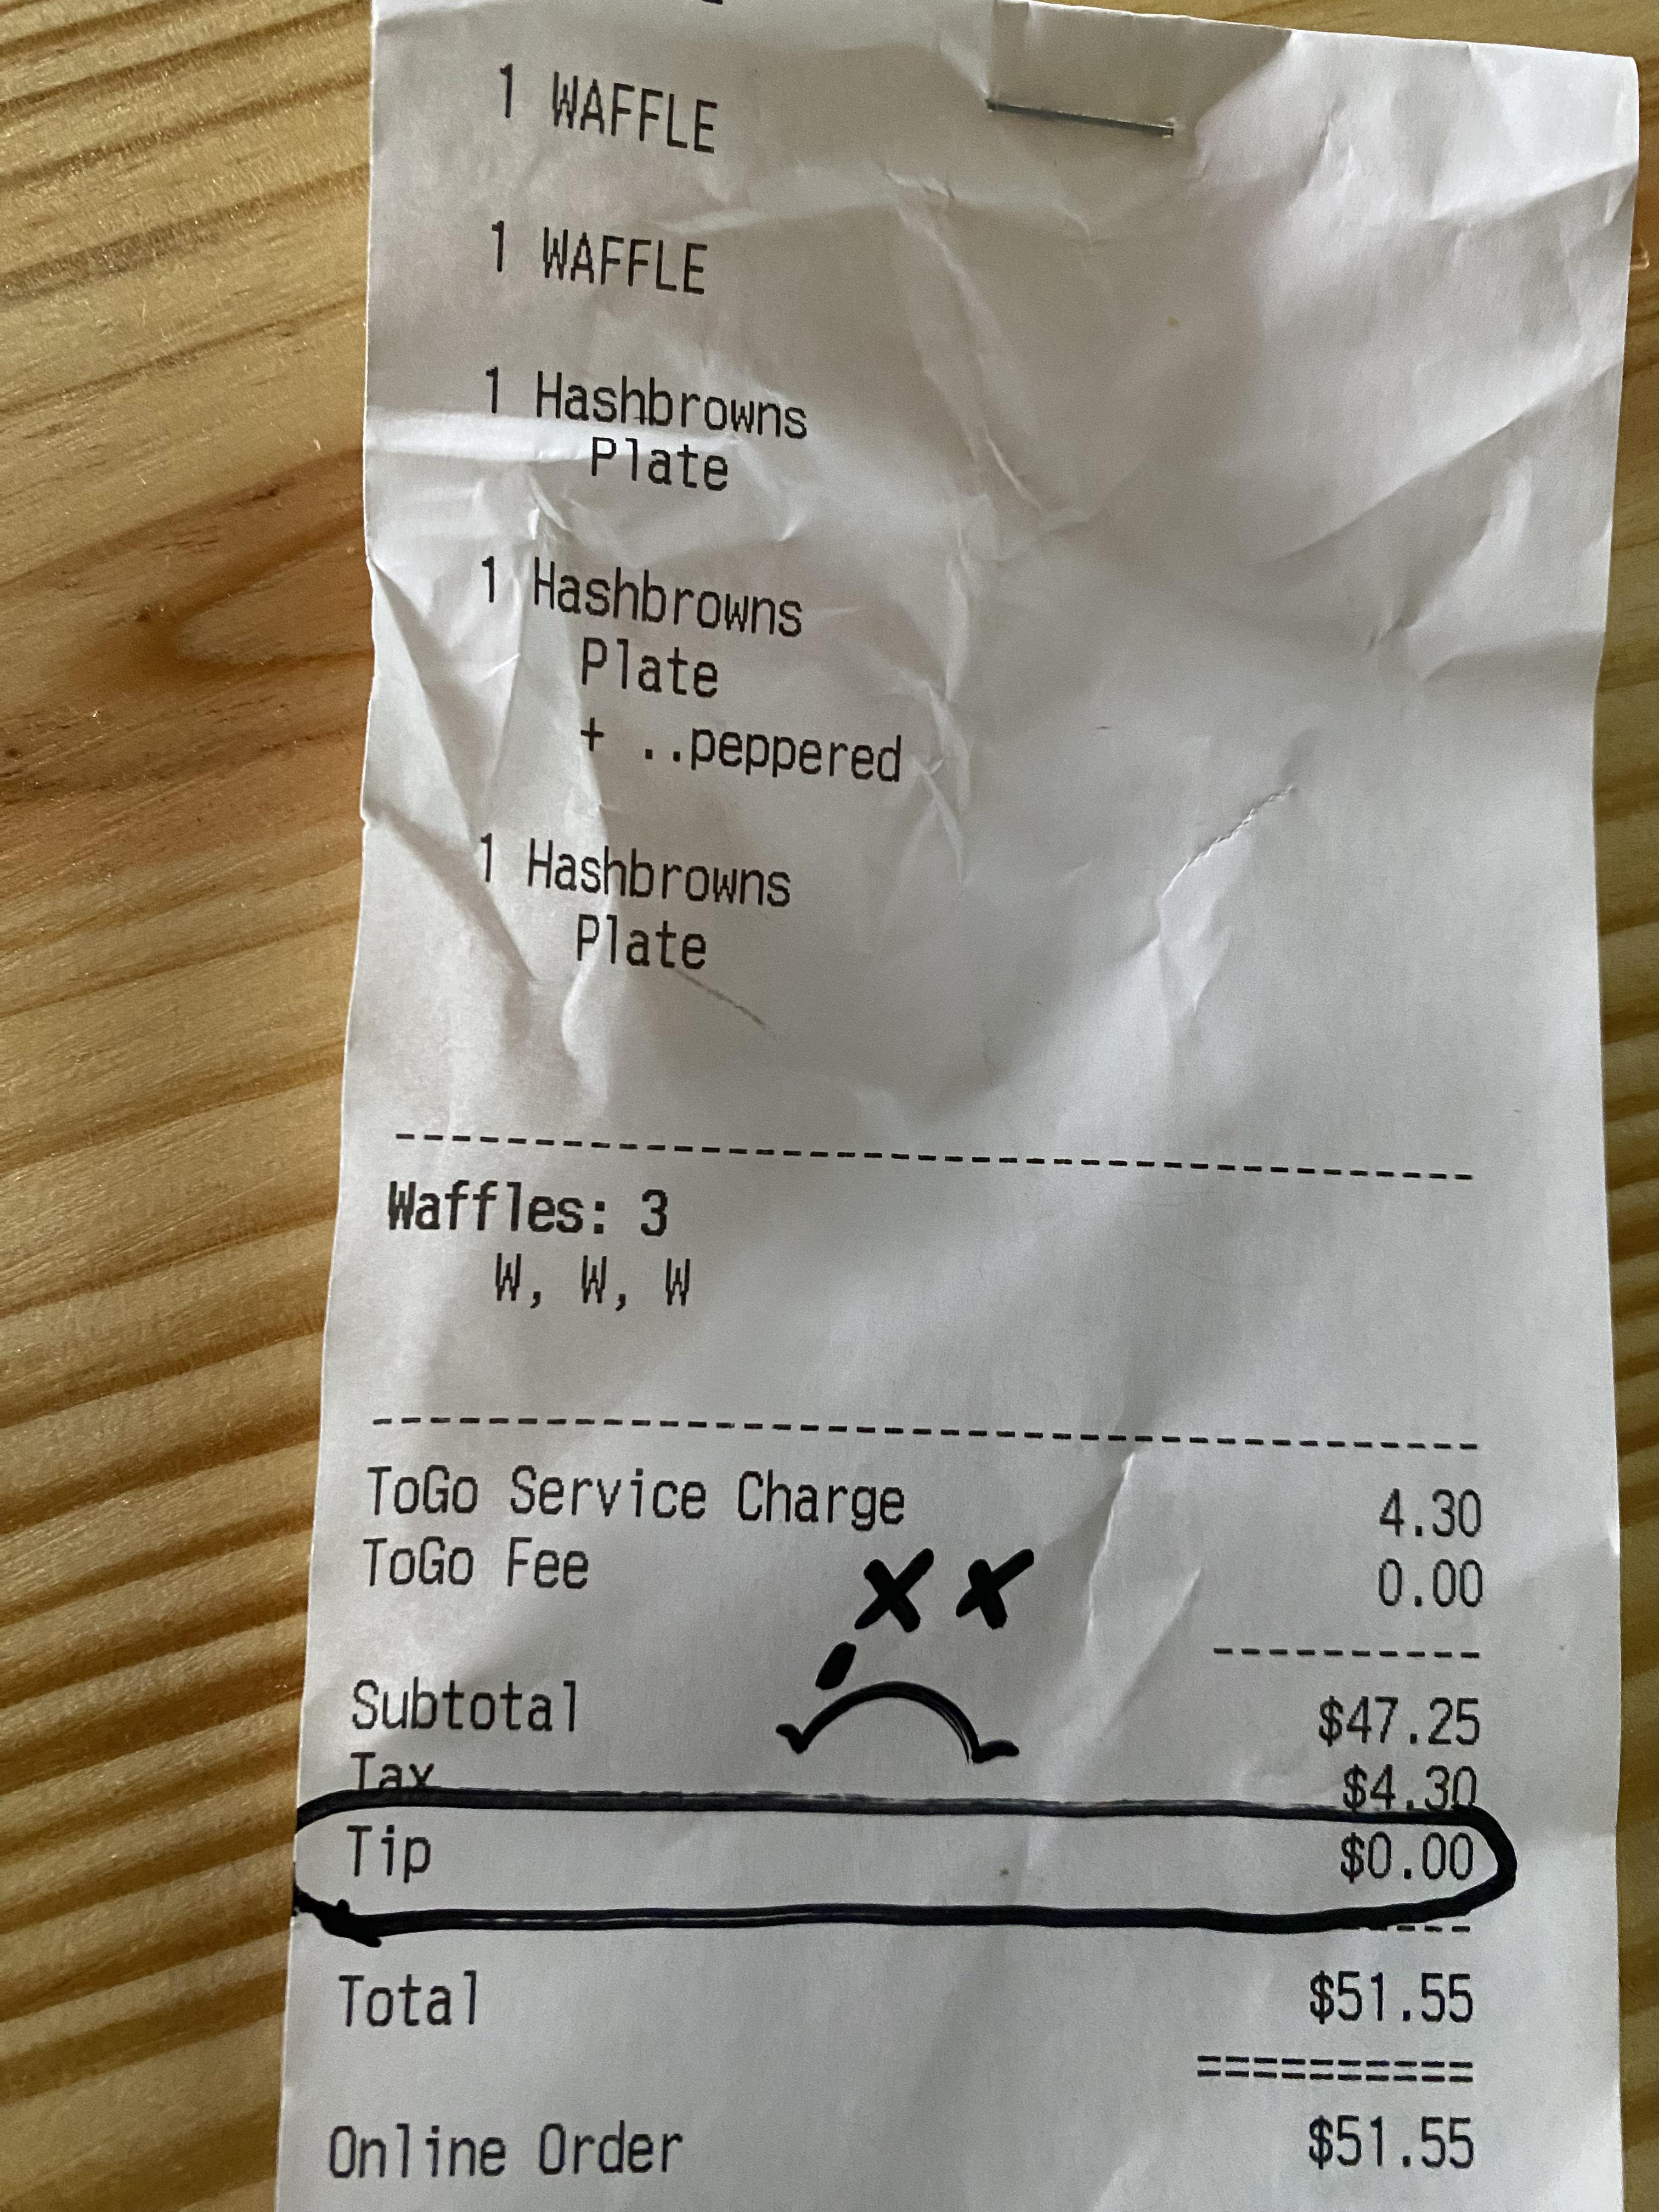 1 WAFFLE
1 WAFFLE
1 Hashbrowns
Plate
1 Hashbrowns
Plate
+ ..peppered
1 Hashbrowns
Plate
Waffles: 3
W, W, W
ToGo Service Charge 4.30
ToGo Fee 0.00
Subtotal $47.25
Tax $4.30
Tip $0.00
Total $51.55
Online Order $51.55